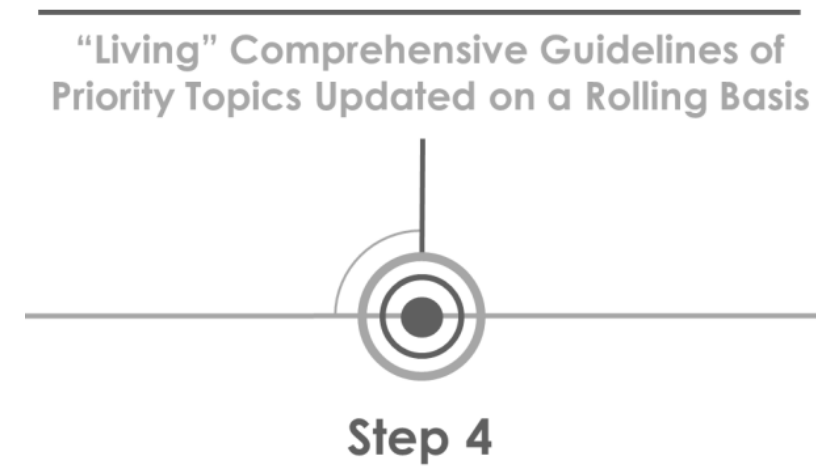 “Living” Comprehensive Guidelines of
Priority Topics Updated on a Rolling Basis
Step 4